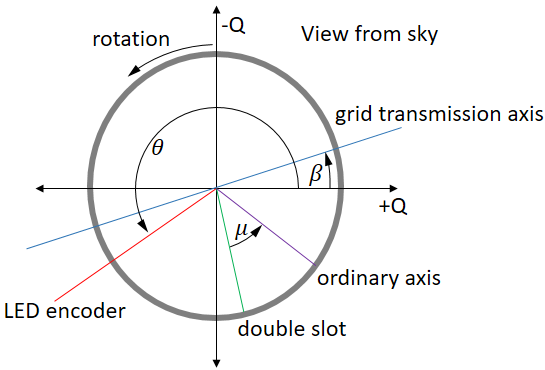 -Q
View from sky
rotation
grid transmission axis
θ
β
+Q
μ
ordinary axis
LED encoder
double slot